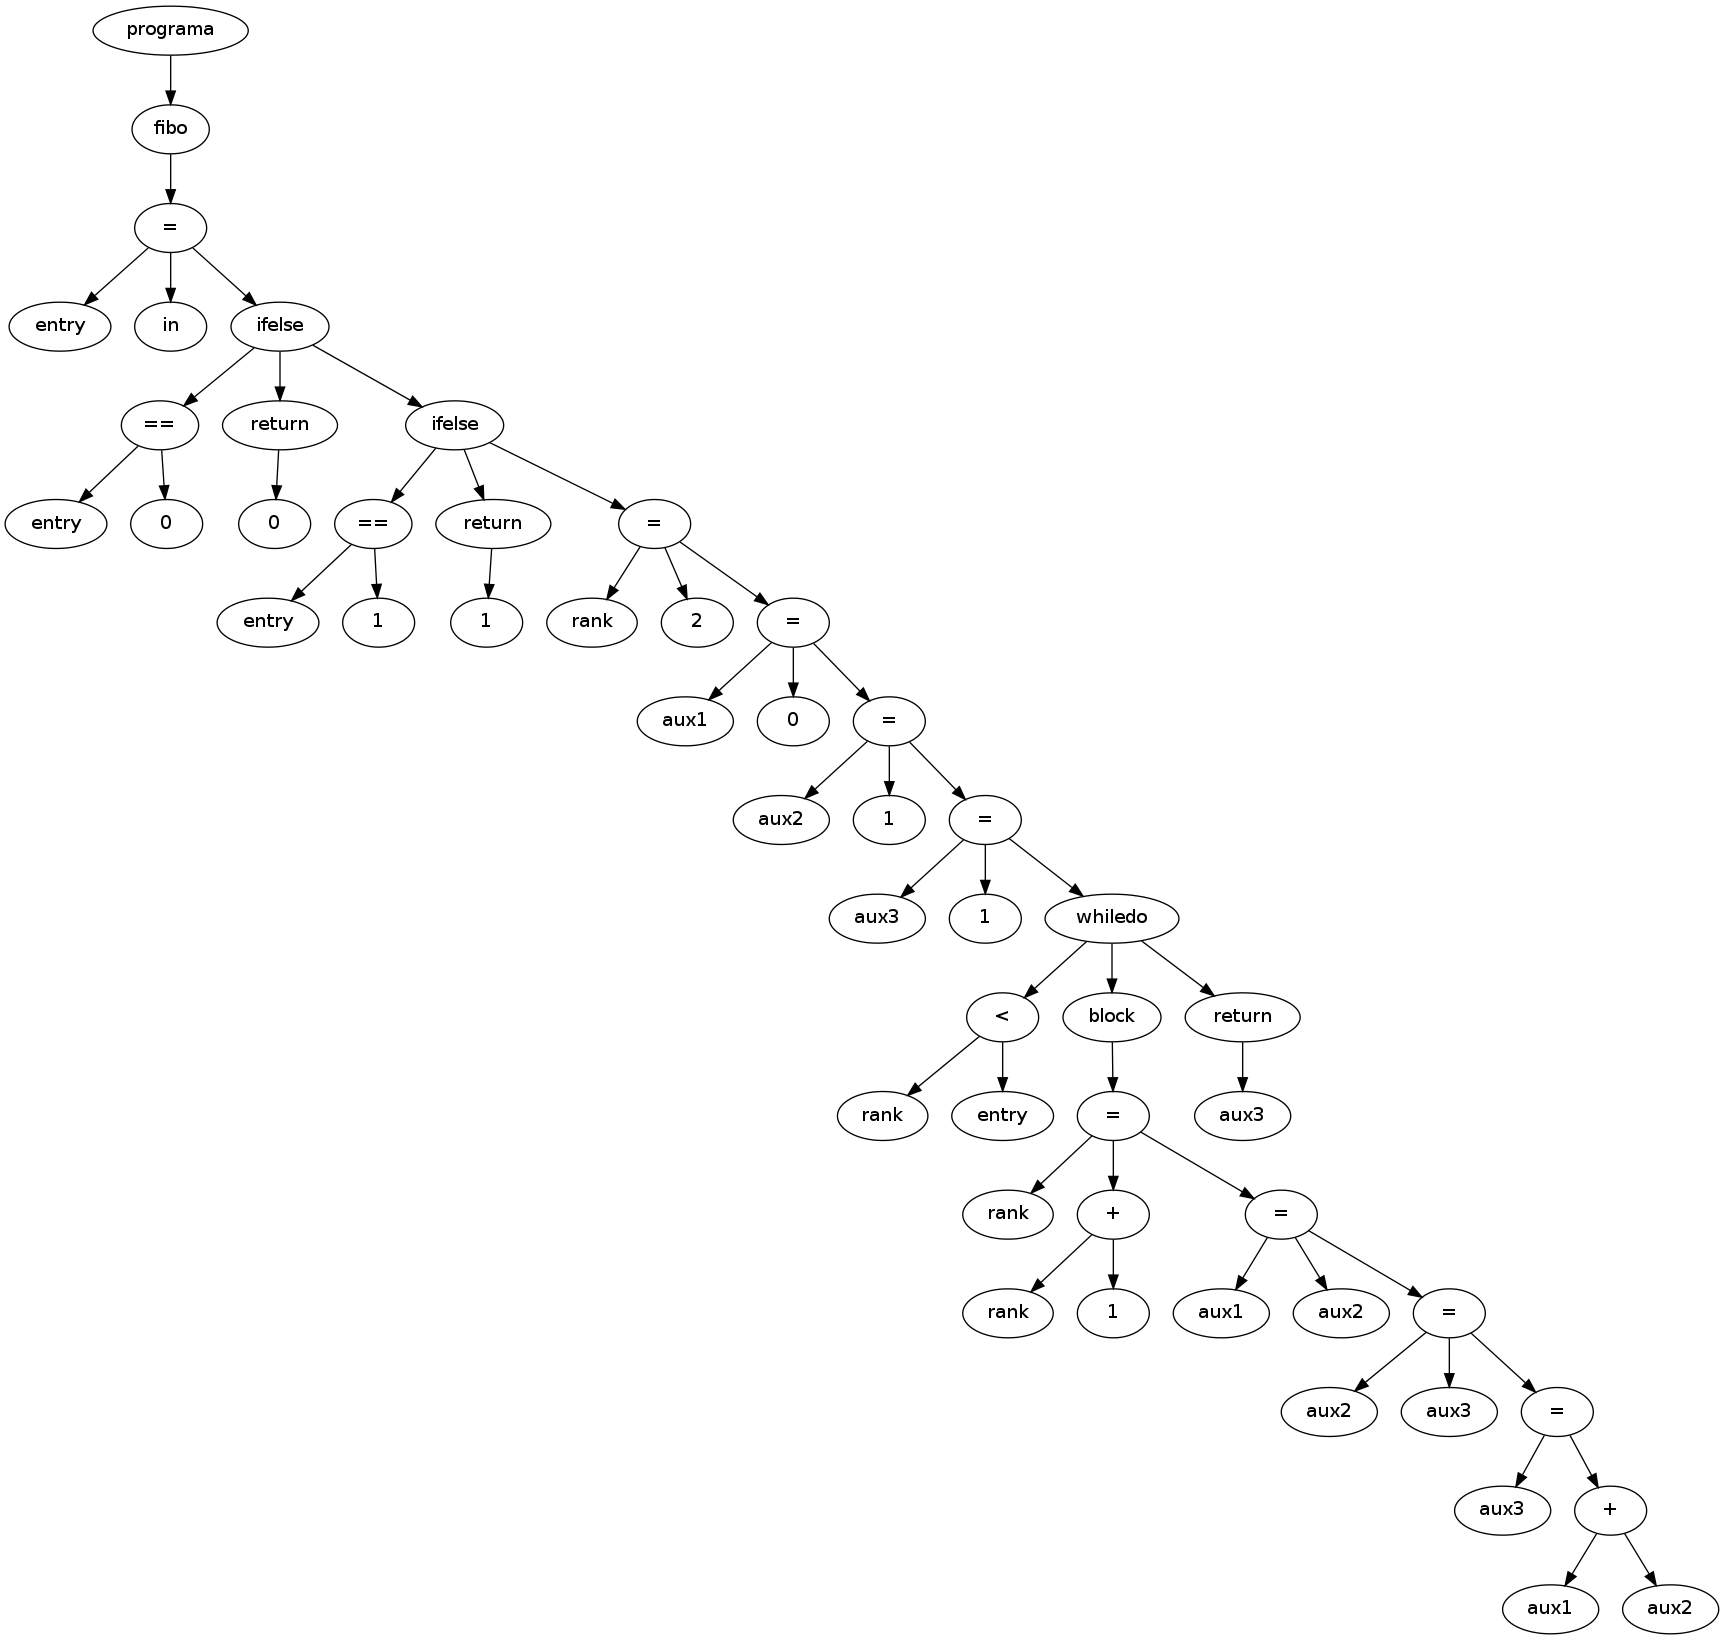 programa
fibo
=
entry in ifelse
== return ifelse
entry 0 0 == return =
entry 1 1 rank 2 =
aux1 0 =
aux2 1 =
aux3 1 whiledo
< block return
rank entry = aux3
rank + =
rank 1 aux1 aux2 =
aux2 aux3 =
aux3 +
aux1 aux2